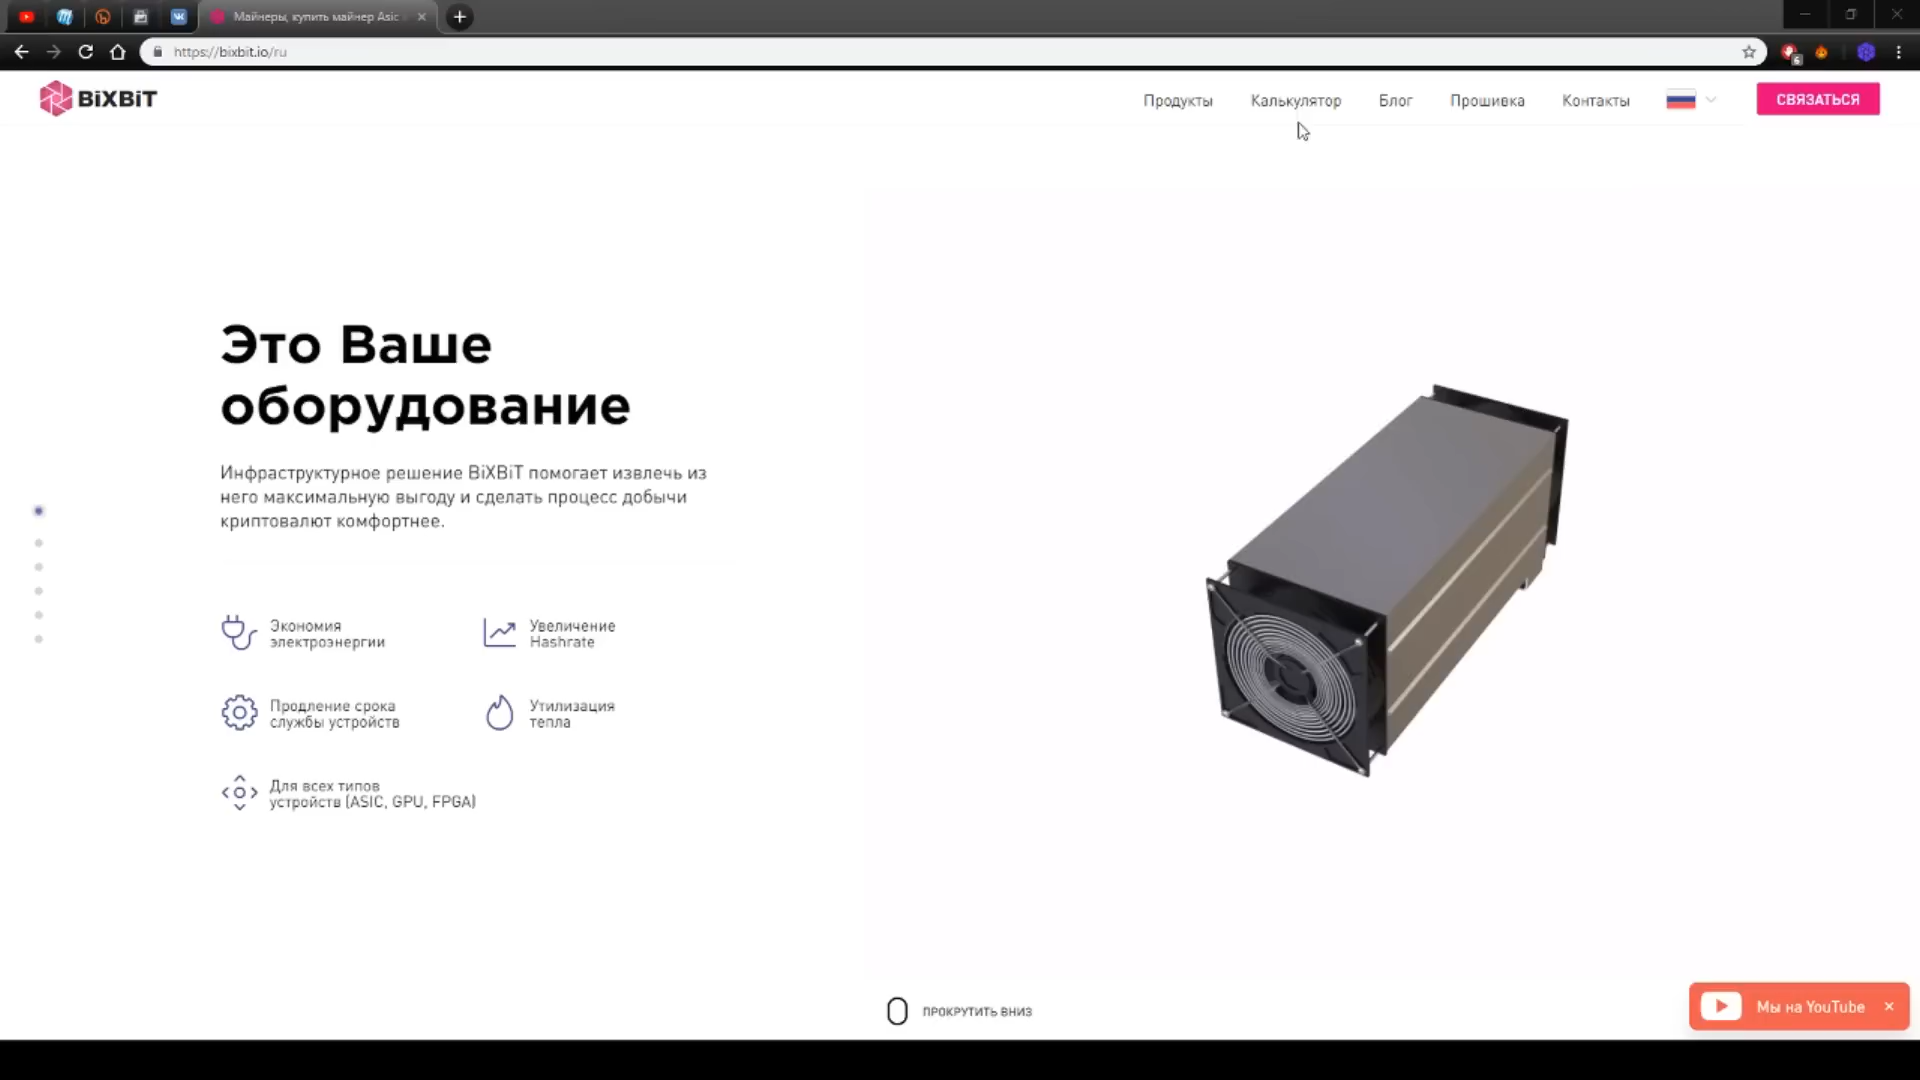 Майнеры, купить майнер Asic
https://bixbit.io/ru
6
BiXBiT
Продукты
Калькулятор
Блог
Прошивка
Контакты
СВЯЗАТЬСЯ
Это Ваше
оборудование
Инфраструктурное решение BiXBiT помогает извлечь из
него максимальную выгоду и сделать процесс добычи
криптовалют комфортнее.
Экономия
электроэнергии
Увеличение
Hashrate
Продление срока
службы устройств
Утилизация
тепла
Для всех типов
устройств (ASIC, GPU, FPGA)
ПРОКРУТИТЬ ВНИЗ
Мы на YouTube